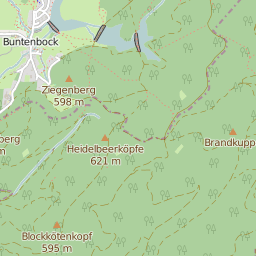 Buntenbock
Ziegenberg
598 m
berg
m
Heidelbeerköpfe
621 m
Brandkupp
Blockkötenkopf
595 m